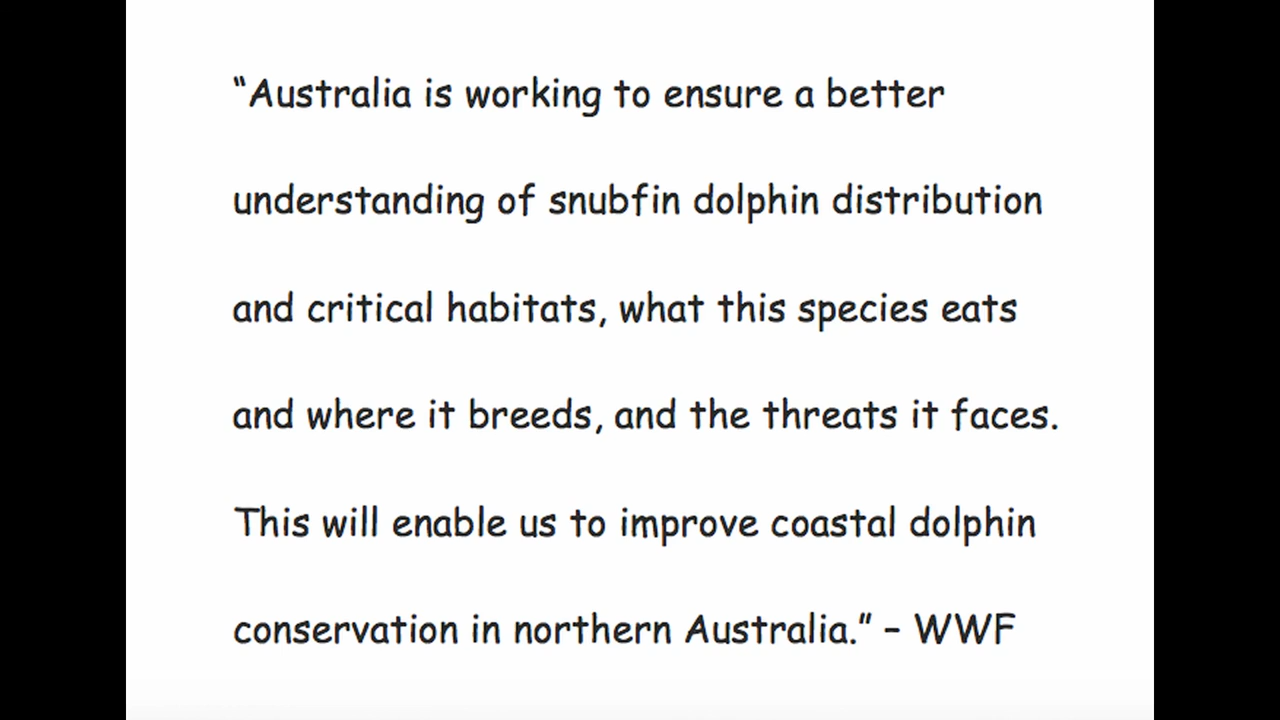 “Australia is working to ensure a better
understanding of snubfin dolphin distribution
and critical habitats, what this species eats
and where it breeds, and the threats it faces.
This will enable us to improve coastal dolphin
conservation in northern Australia.” – WWF